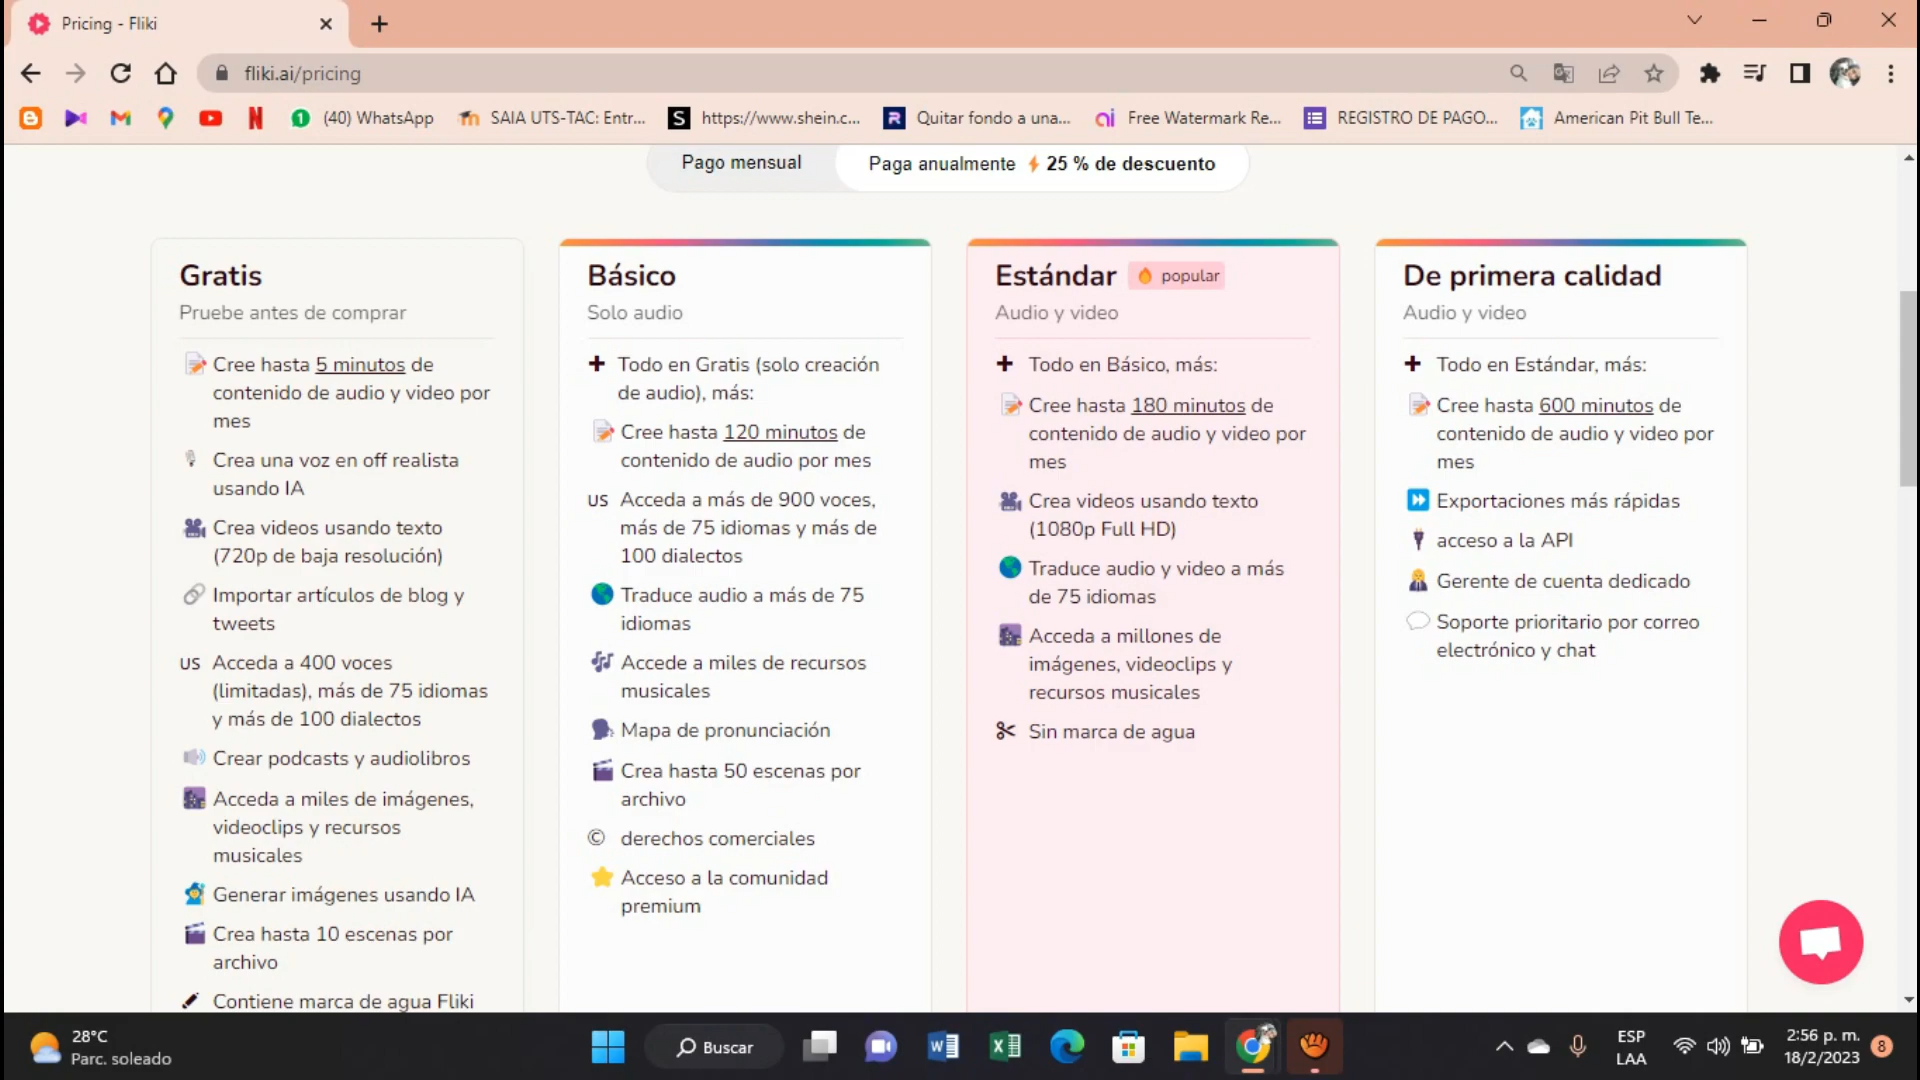 Pricing - Fliki
fliki.ai/pricing
(40) WhatsApp
SAIA UTS-TAC: Entr...
https://www.shein.c...
Quitar fondo a una...
Free Watermark Re...
REGISTRO DE PAGO...
American Pit Bull Te...
Pago mensual
Paga anualmente 25 % de descuento
Gratis
Pruebe antes de comprar
Cree hasta 5 minutos de
contenido de audio y video por
mes
Crea una voz en off realista
usando IA
Crea videos usando texto
(720p de baja resolución)
Importar artículos de blog y
tweets
US Acceda a 400 voces
(limitadas), más de 75 idiomas
y más de 100 dialectos
Crear podcasts y audiolibros
Acceda a miles de imágenes,
videoclips y recursos
musicales
Generar imágenes usando IA
Crea hasta 10 escenas por
archivo
Contiene marca de agua Fliki
Básico
Solo audio
Todo en Gratis (solo creación
de audio), más:
Cree hasta 120 minutos de
contenido de audio por mes
US Acceda a más de 900 voces,
más de 75 idiomas y más de
100 dialectos
Traduce audio a más de 75
idiomas
Accede a miles de recursos
musicales
Mapa de pronunciación
Crea hasta 50 escenas por
archivo
© derechos comerciales
Acceso a la comunidad
premium
Estándar popular
Audio y video
Todo en Básico, más:
Cree hasta 180 minutos de
contenido de audio y video por
mes
Crea videos usando texto
(1080p Full HD)
Traduce audio y video a más
de 75 idiomas
Acceda a millones de
imágenes, videoclips y
recursos musicales
Sin marca de agua
De primera calidad
Audio y video
Todo en Estándar, más:
Cree hasta 600 minutos de
contenido de audio y video por
mes
Exportaciones más rápidas
acceso a la API
Gerente de cuenta dedicado
Soporte prioritario por correo
electrónico y chat
28°C
Parc. soleado
Buscar
ESP
LAA
2:56 p. m.
18/2/2023
8